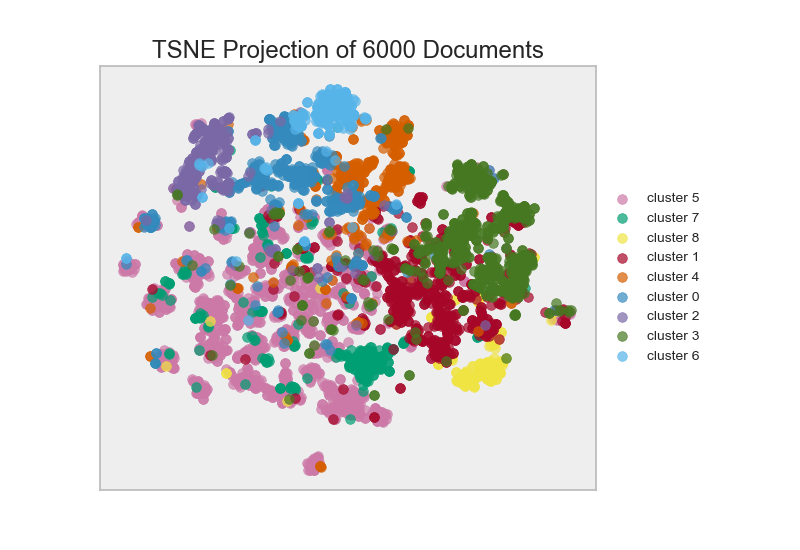 TSNE Projection of 6000 Documents
cluster 5
cluster 7
cluster 8
cluster 1
cluster 4
cluster 0
cluster 2
cluster 3
cluster 6